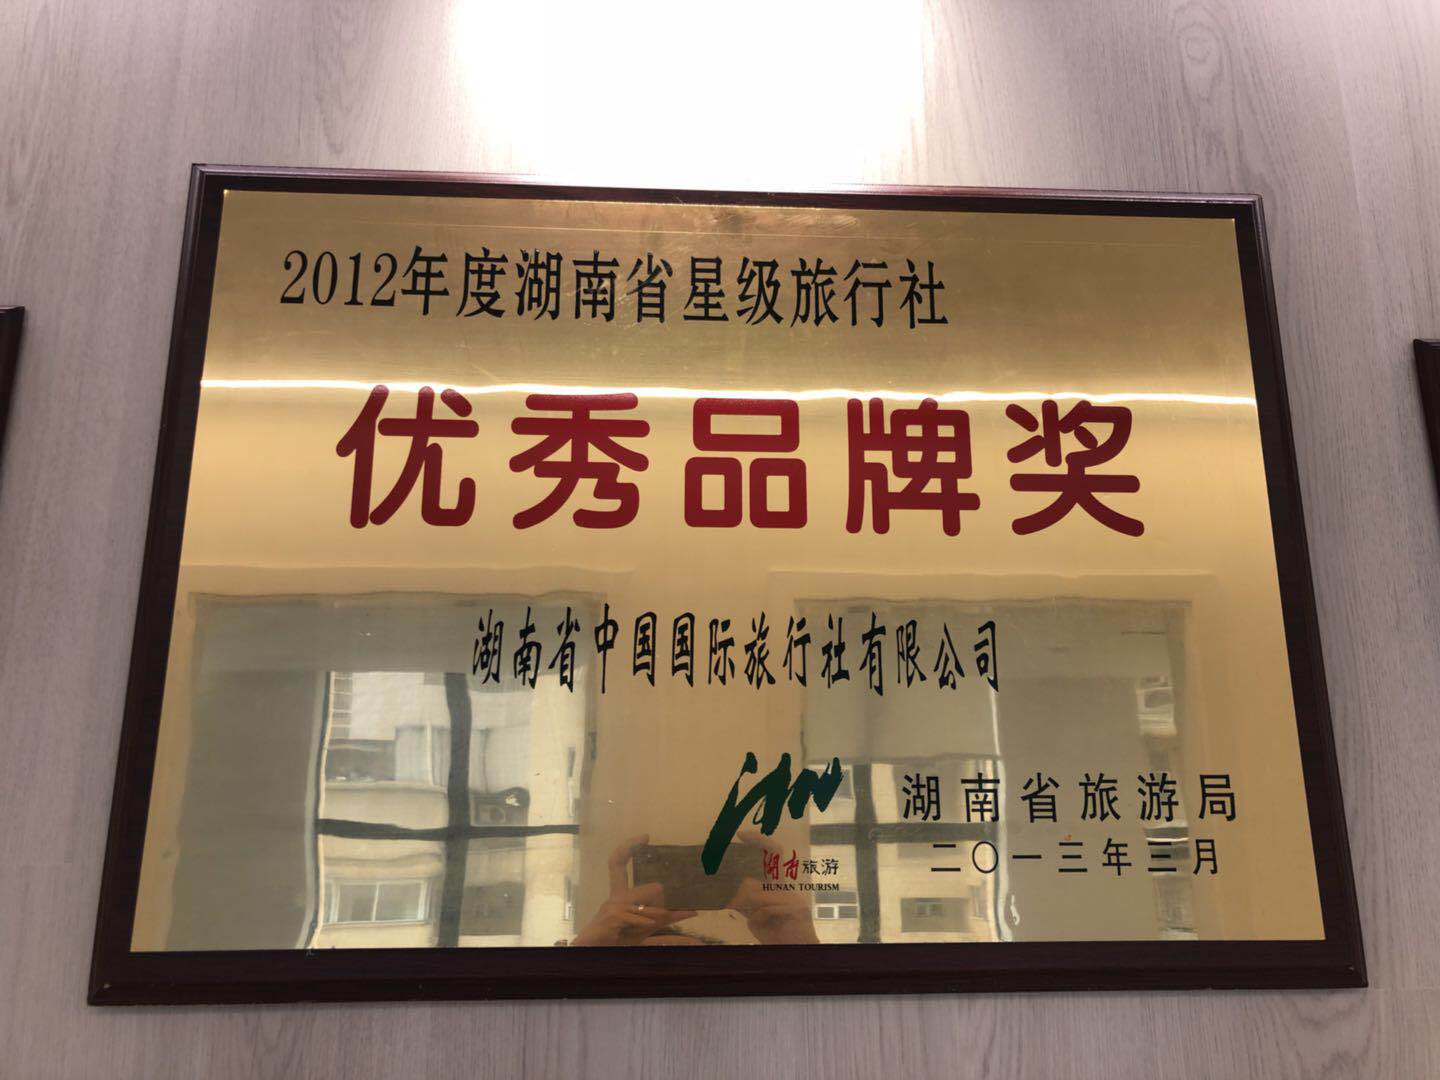 2012年度湖南省星级旅行社
优秀品牌奖
湖南省中国国际旅行社有限公司
湖南旅游
HUNAN TOURISM
湖南省旅游局
二〇一三年三月